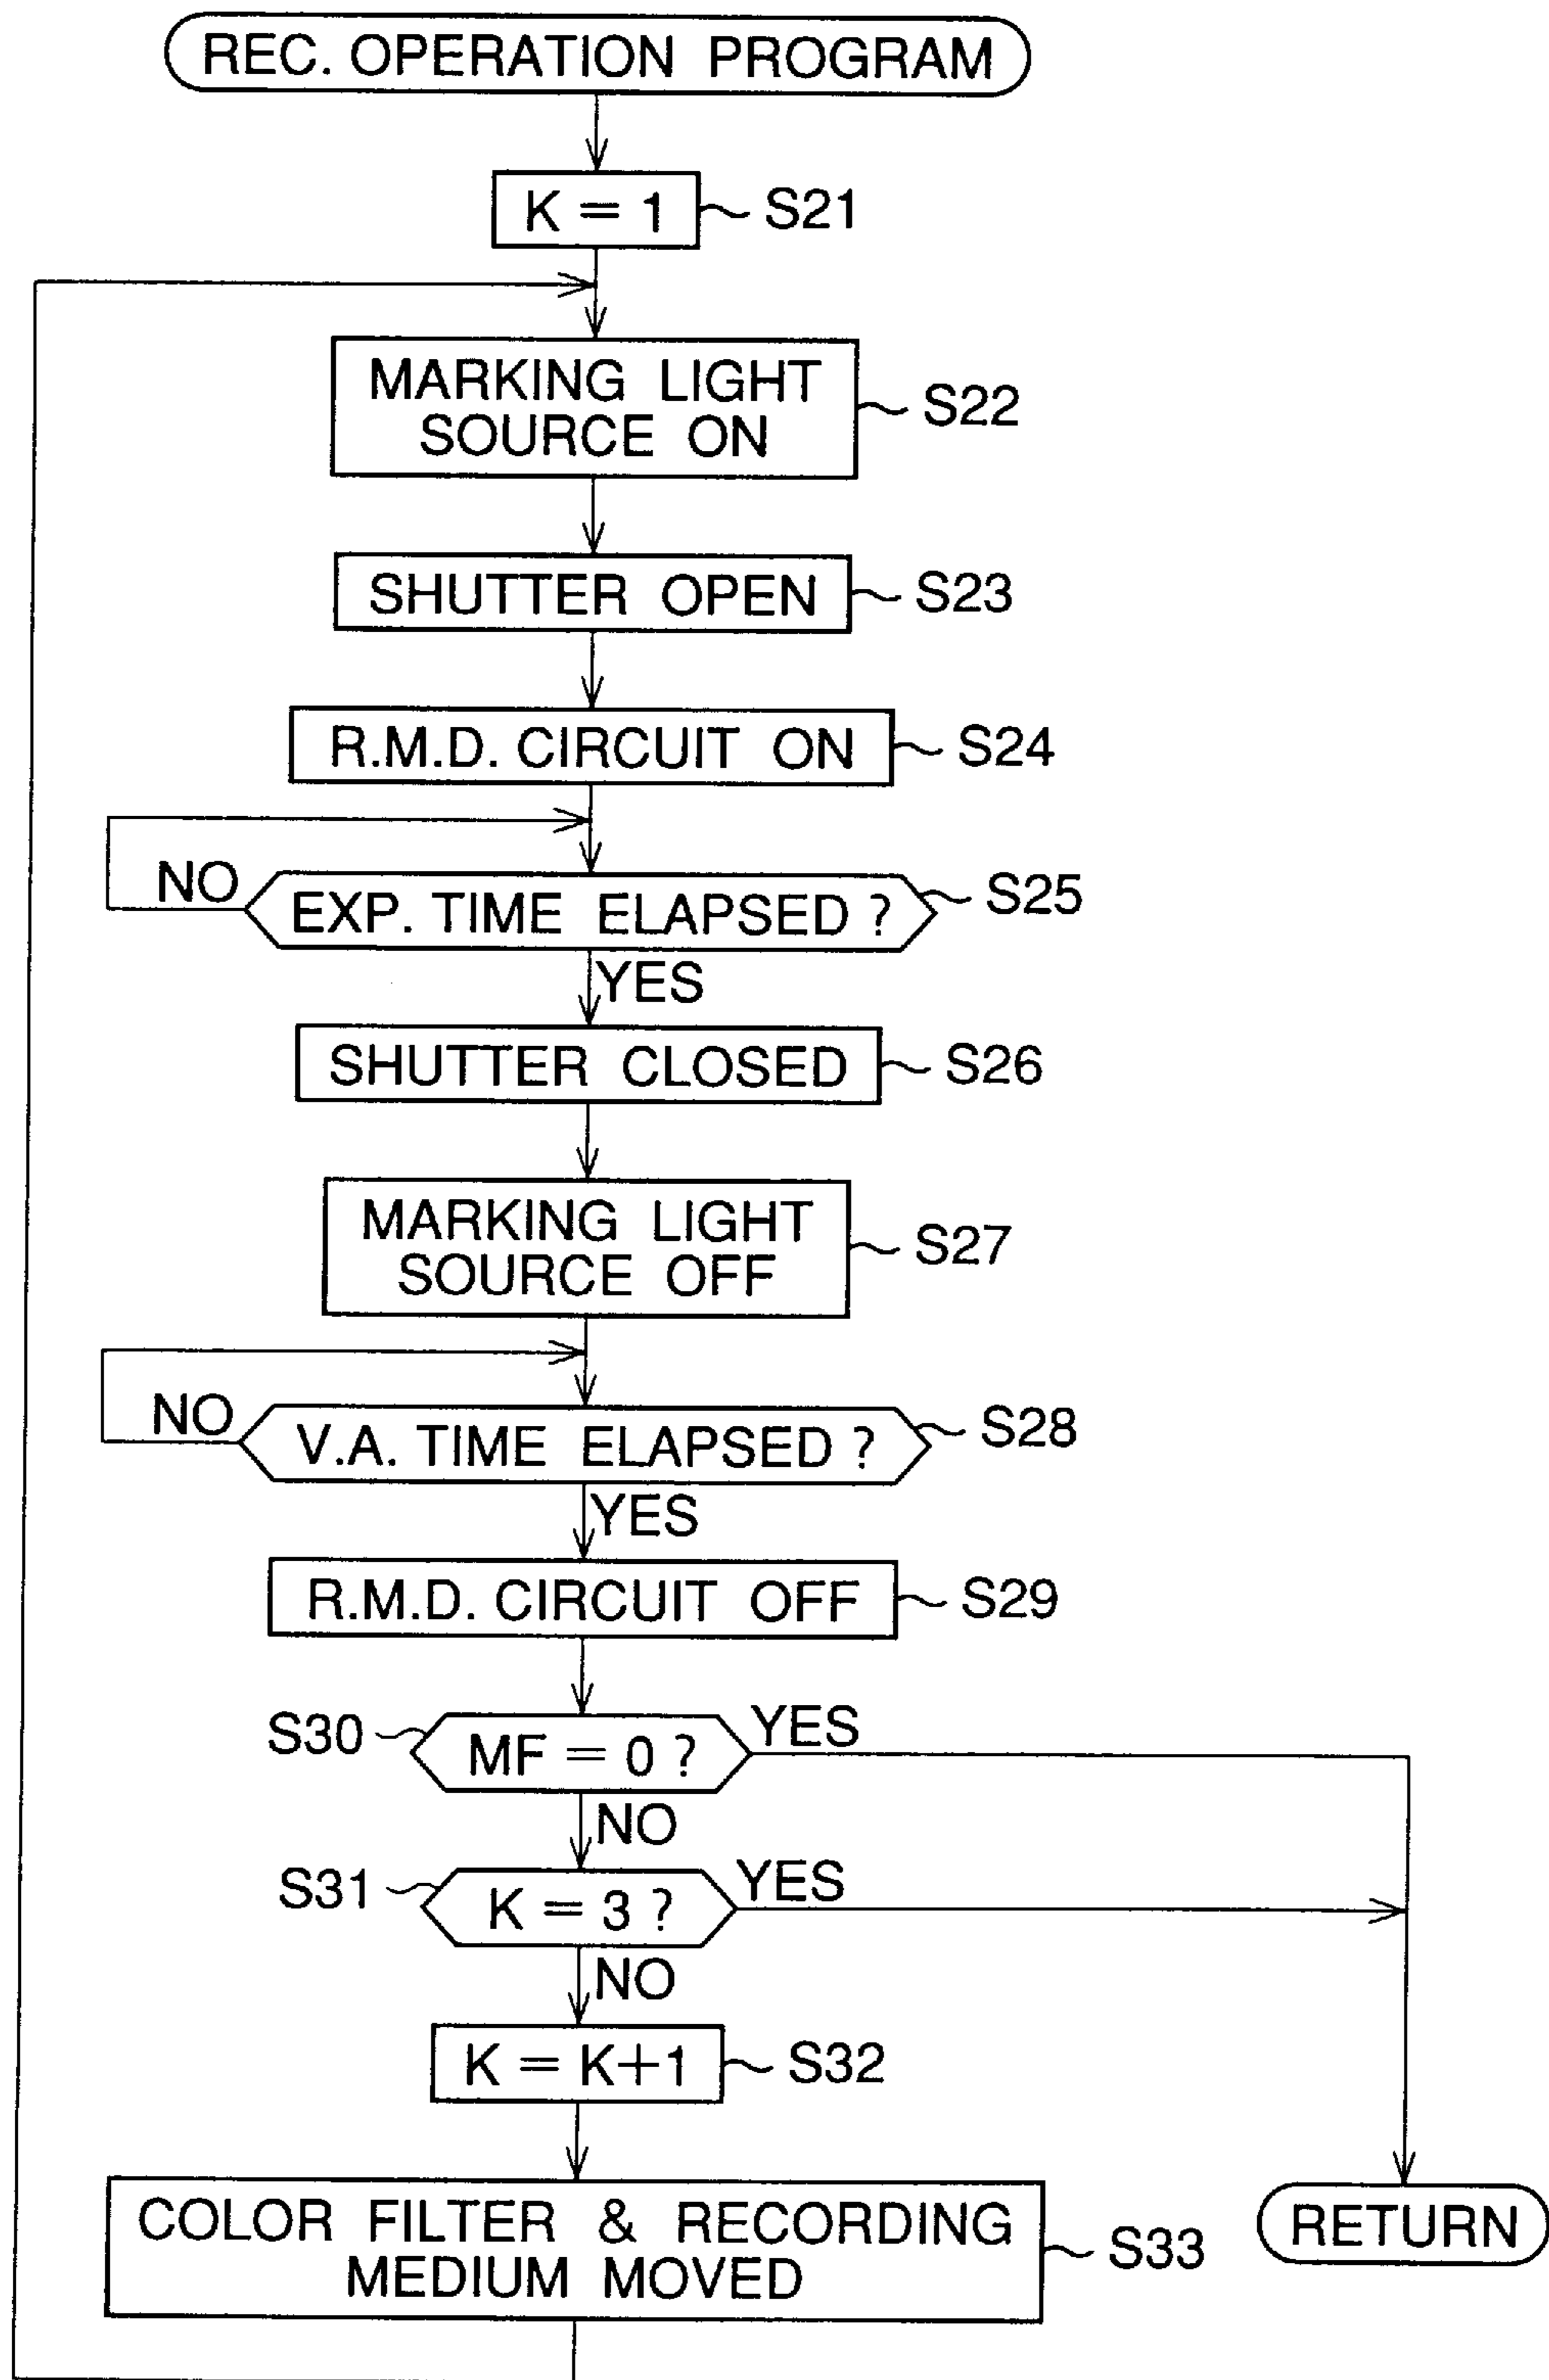 REC. OPERATION PROGRAM
K = 1
S21
MARKING LIGHT
SOURCE ON
S22
SHUTTER OPEN
S23
R.M.D. CIRCUIT ON
S24
NO
EXP. TIME ELAPSED ?
S25
YES
SHUTTER CLOSED
S26
MARKING LIGHT
SOURCE OFF
S27
NO
V.A. TIME ELAPSED ?
S28
YES
R.M.D. CIRCUIT OFF
S29
S30
MF = 0 ?
YES
NO
S31
K = 3 ?
YES
NO
K = K+1
S32
COLOR FILTER & RECORDING
MEDIUM MOVED
S33
RETURN